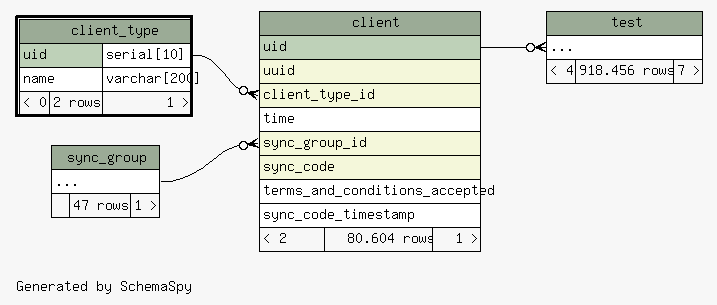 client_type
uid serial[10]
name varchar[200]
< 0 2 rows 1 >
sync_group
...
47 rows 1 >
client
uid
uuid
client_type_id
time
sync_group_id
sync_code
terms_and_conditions_accepted
sync_code_timestamp
< 2 80.604 rows 1 >
test
...
< 4 918.456 rows 7 >
Generated by SchemaSpy